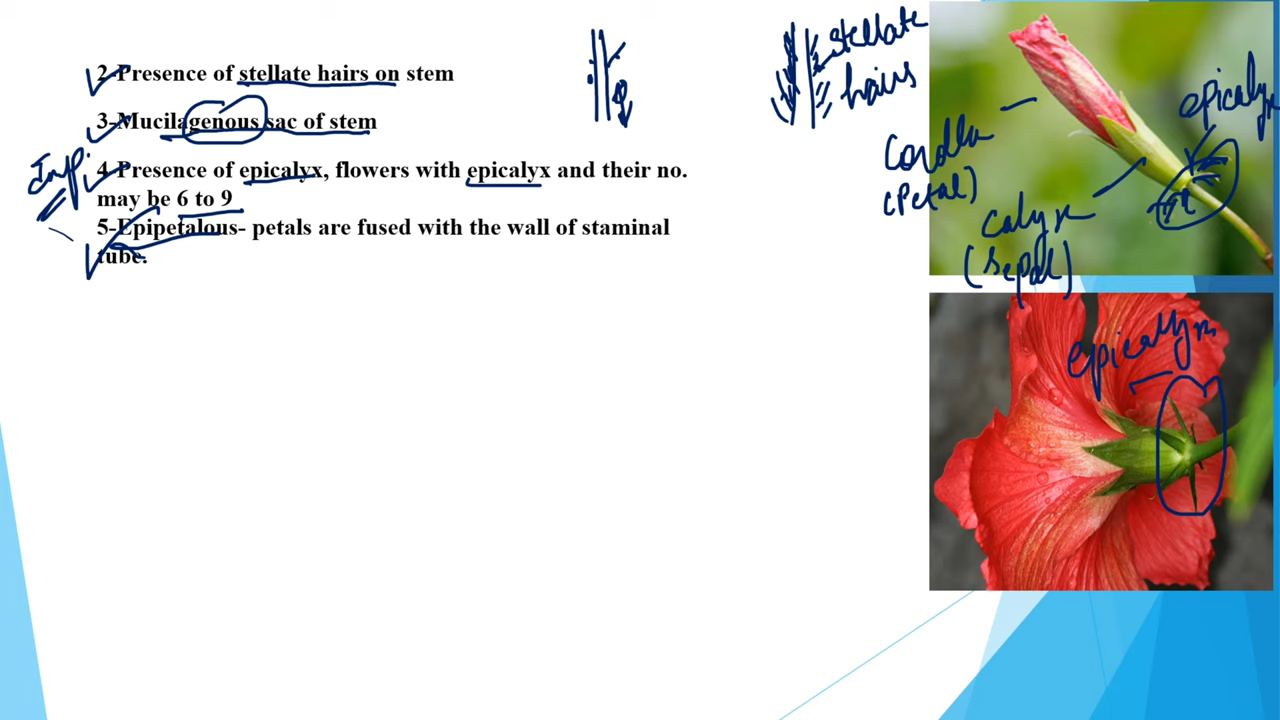 2-Presence of stellate hairs on stem
3-Mucilagenous sac of stem
Imp.
4-Presence of epicalyx, flowers with epicalyx and their no.
may be 6 to 9
5-Epipetalous- petals are fused with the wall of staminal
tube.
stellate
hairs
epicalyx
Corolla
(Petal)
Calyx
(Sepal)
epicalyx